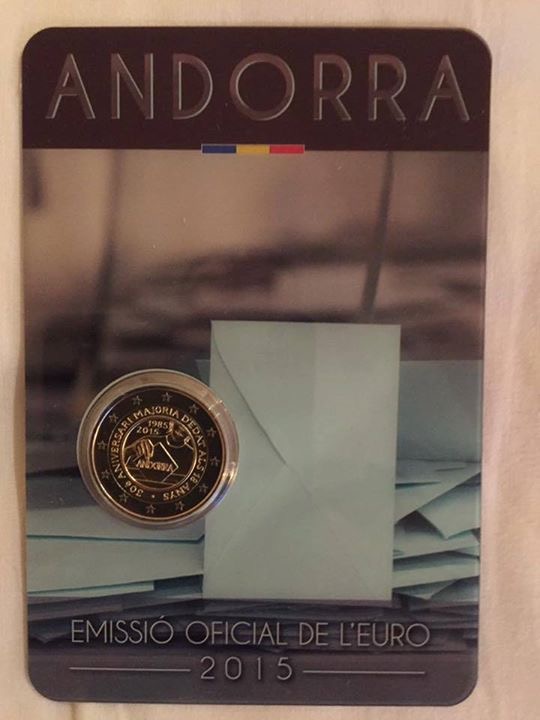 ANDORRA
30è ANIVERSARI MAJORIA D'EDAT ALS 18 ANYS
1985
2015
ANDORRA
EMISSIÓ OFICIAL DE L'EURO
2015